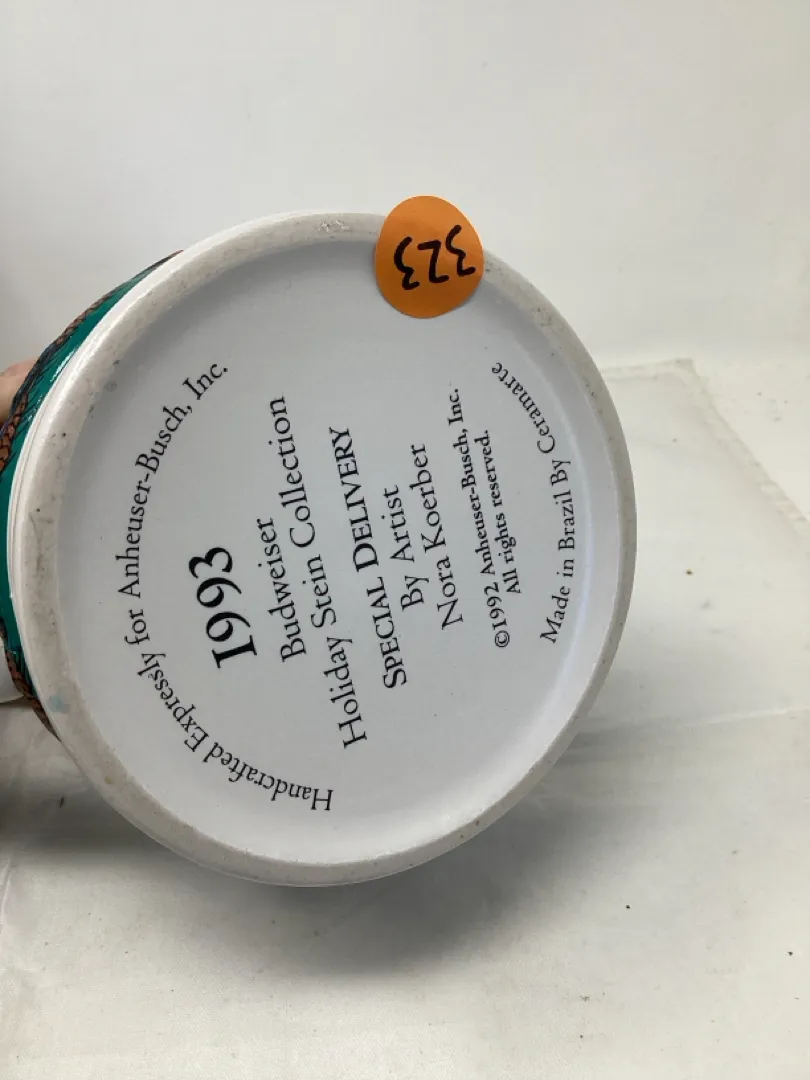 323
Handcrafted Expressly for Anheuser-Busch, Inc.
1993
Budweiser
Holiday Stein Collection
SPECIAL DELIVERY
By Artist
Nora Koerber
©1992 Anheuser-Busch, Inc.
All rights reserved.
Made in Brazil By Ceramarte